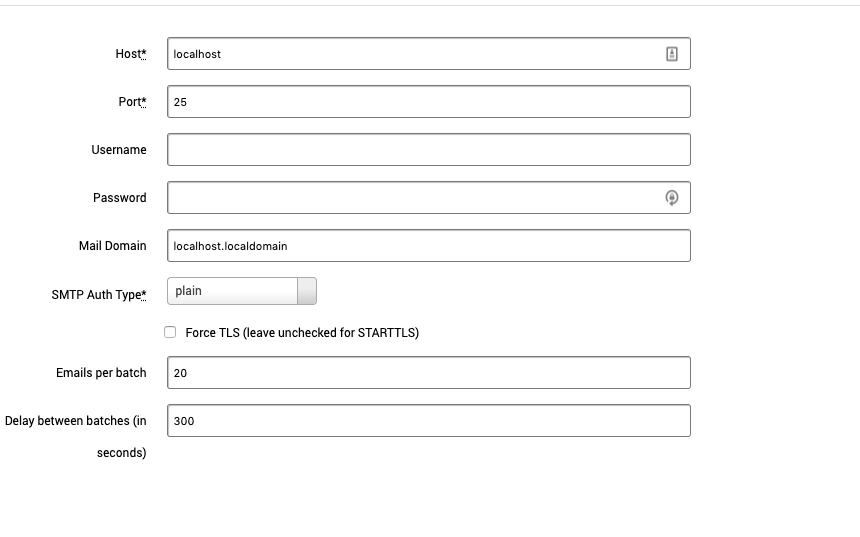 Host* localhost
Port* 25
Username
Password
Mail Domain localhost.localdomain
SMTP Auth Type* plain
Force TLS (leave unchecked for STARTTLS)
Emails per batch 20
Delay between batches (in 300
seconds)